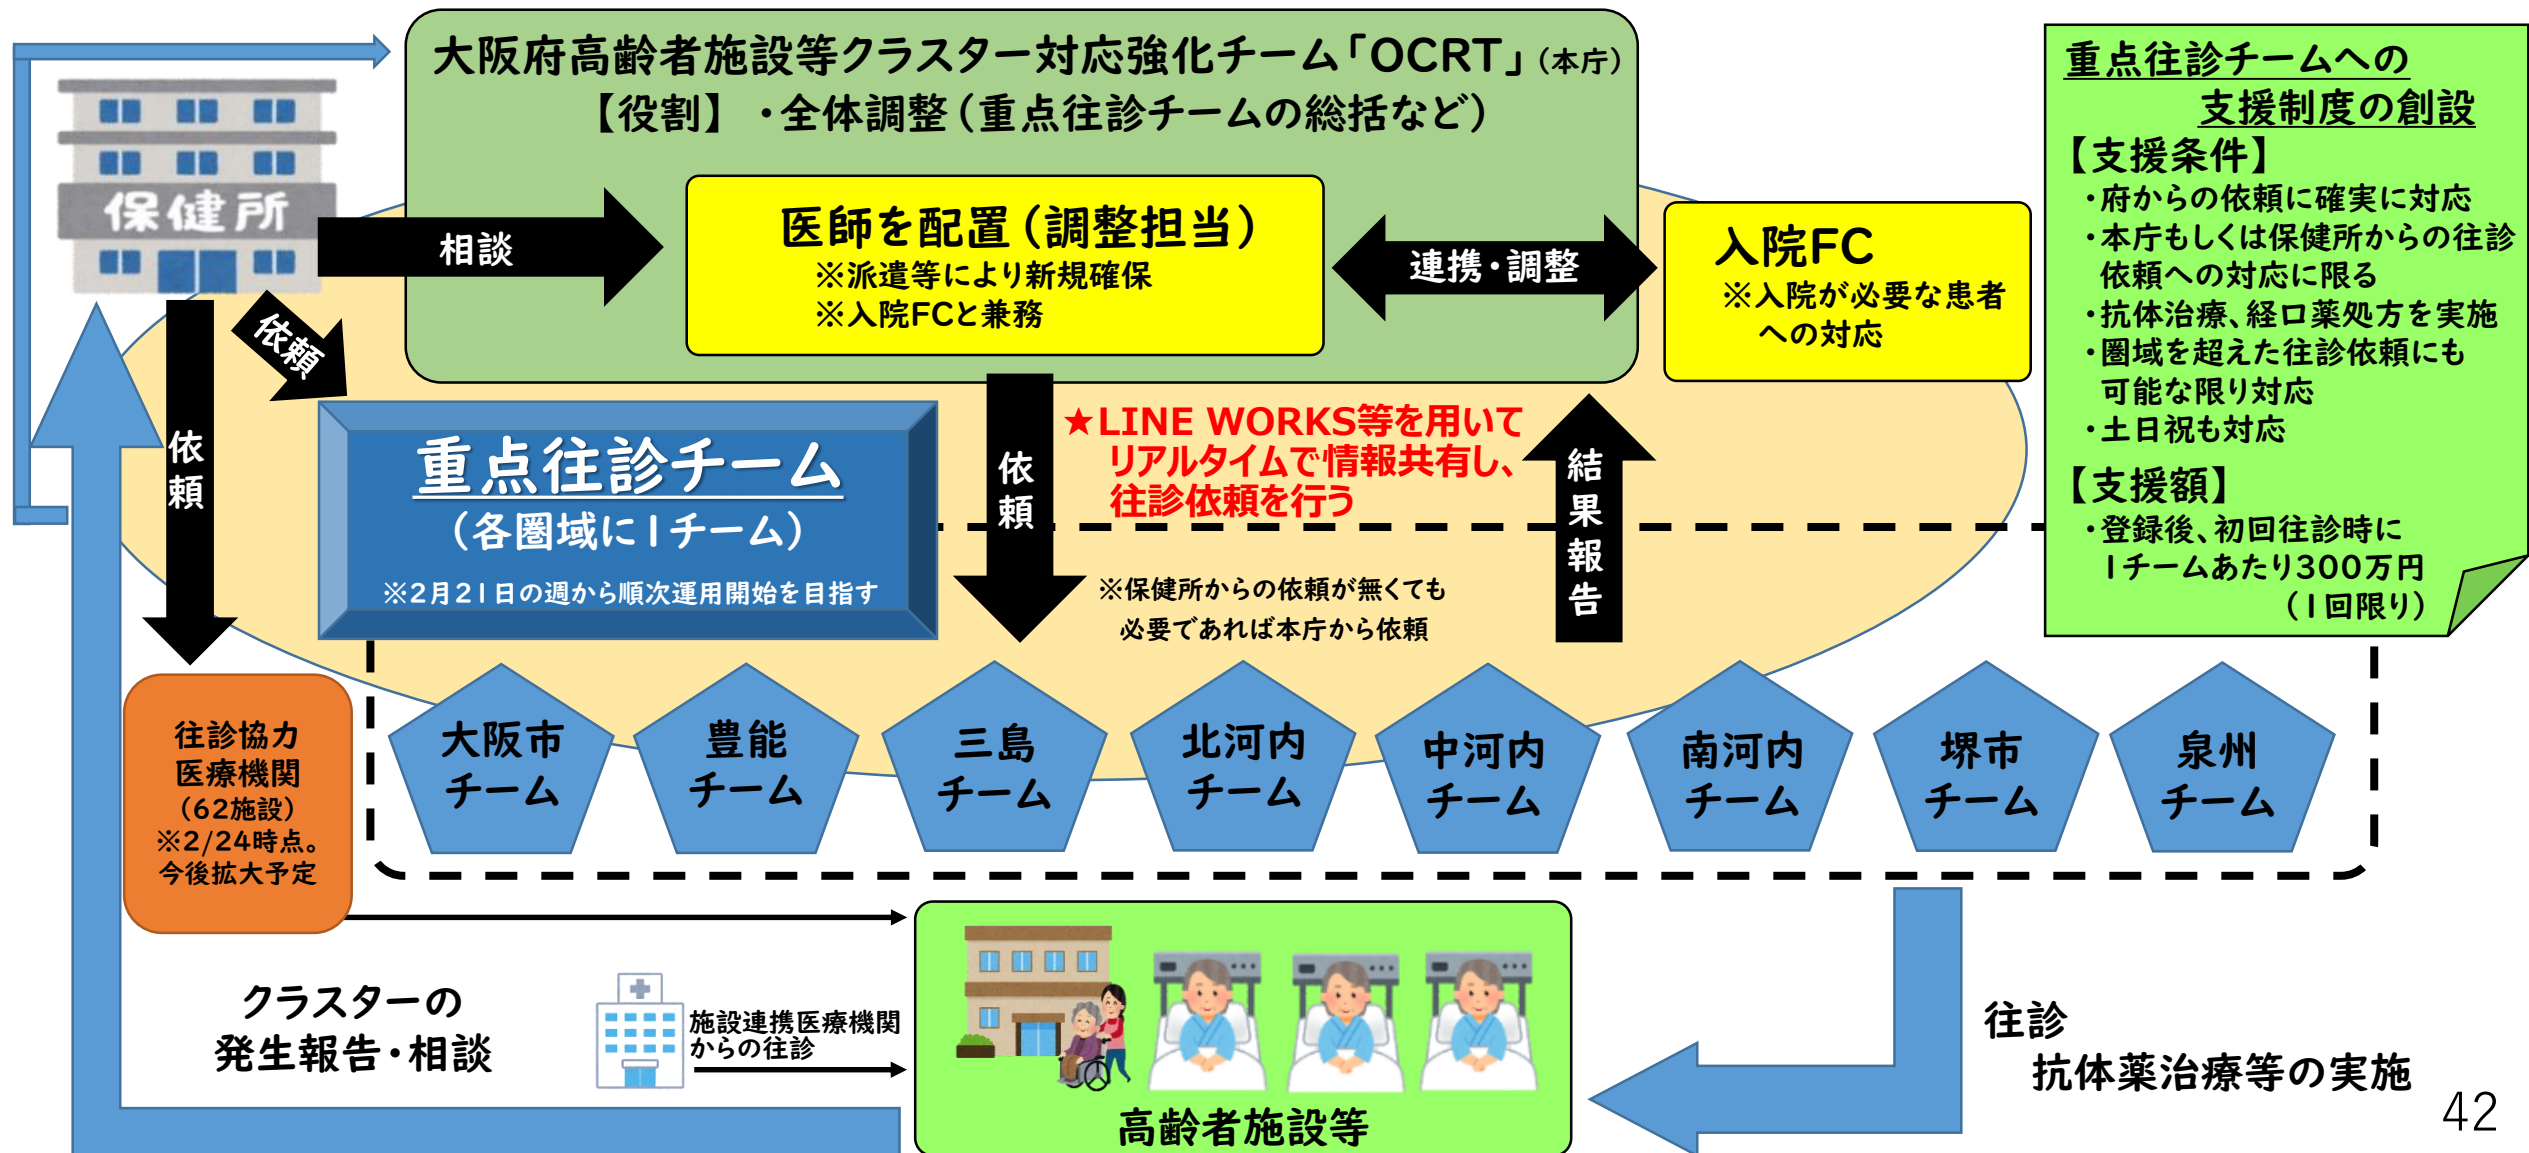 大阪府高齢者施設等クラスター対応強化チーム「OCRT」(本庁)
【役割】・全体調整(重点往診チームの総括など)
保健所
相談
医師を配置(調整担当)
※派遣等により新規確保
※入院FCと兼務
連携・調整
入院FC
※入院が必要な患者
への対応
重点往診チームへの
支援制度の創設
【支援条件】
・府からの依頼に確実に対応
・本庁もしくは保健所からの往診
依頼への対応に限る
・抗体治療、経口薬処方を実施
・圏域を超えた往診依頼にも
可能な限り対応
・土日祝も対応
【支援額】
・登録後、初回往診時に
1チームあたり300万円
(1回限り)
依頼
依頼
重点往診チーム
(各圏域に1チーム)
※2月21日の週から順次運用開始を目指す
依頼
★LINE WORKS等を用いて
リアルタイムで情報共有し、
往診依頼を行う
※保健所からの依頼が無くても
必要であれば本庁から依頼
結果報告
往診協力
医療機関
(62施設)
※2/24時点。
今後拡大予定
大阪市
チーム
豊能
チーム
三島
チーム
北河内
チーム
中河内
チーム
南河内
チーム
堺市
チーム
泉州
チーム
クラスターの
発生報告・相談
施設連携医療機関
からの往診
高齢者施設等
往診
抗体薬治療等の実施
42